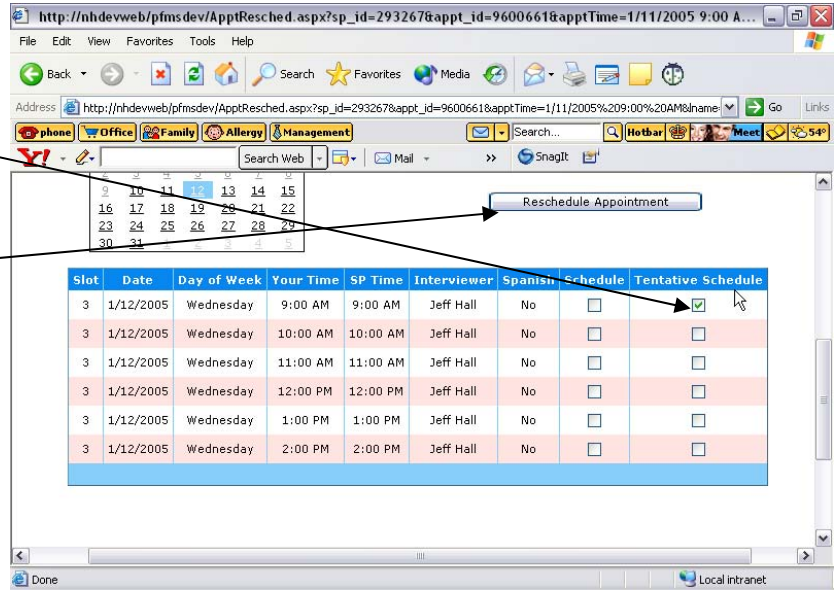 http://nhdevweb/pfmsdev/ApptResched.aspx?sp_id=293267&appt_id=9600661&apptTime=1/11/2005 9:00 A...
File Edit View Favorites Tools Help
Back Search Favorites Media
Address http://nhdevweb/pfmsdev/ApptResched.aspx?sp_id=293267&appt_id=9600661&apptTime=1/11/2005%209:00%20AM&lname Go Links
phone Office Family Allergy Management Search... Hotbar Meet 54°
Y! Search Web Mail » SnagIt
2 3 4 5 6 7 8
9 10 11 12 13 14 15
16 17 18 19 20 21 22
23 24 25 26 27 28 29
30 31 1 2 3 4 5
Reschedule Appointment
Slot Date Day of Week Your Time SP Time Interviewer Spanish Schedule Tentative Schedule
3 1/12/2005 Wednesday 9:00 AM 9:00 AM Jeff Hall No
3 1/12/2005 Wednesday 10:00 AM 10:00 AM Jeff Hall No
3 1/12/2005 Wednesday 11:00 AM 11:00 AM Jeff Hall No
3 1/12/2005 Wednesday 12:00 PM 12:00 PM Jeff Hall No
3 1/12/2005 Wednesday 1:00 PM 1:00 PM Jeff Hall No
3 1/12/2005 Wednesday 2:00 PM 2:00 PM Jeff Hall No
Done Local intranet